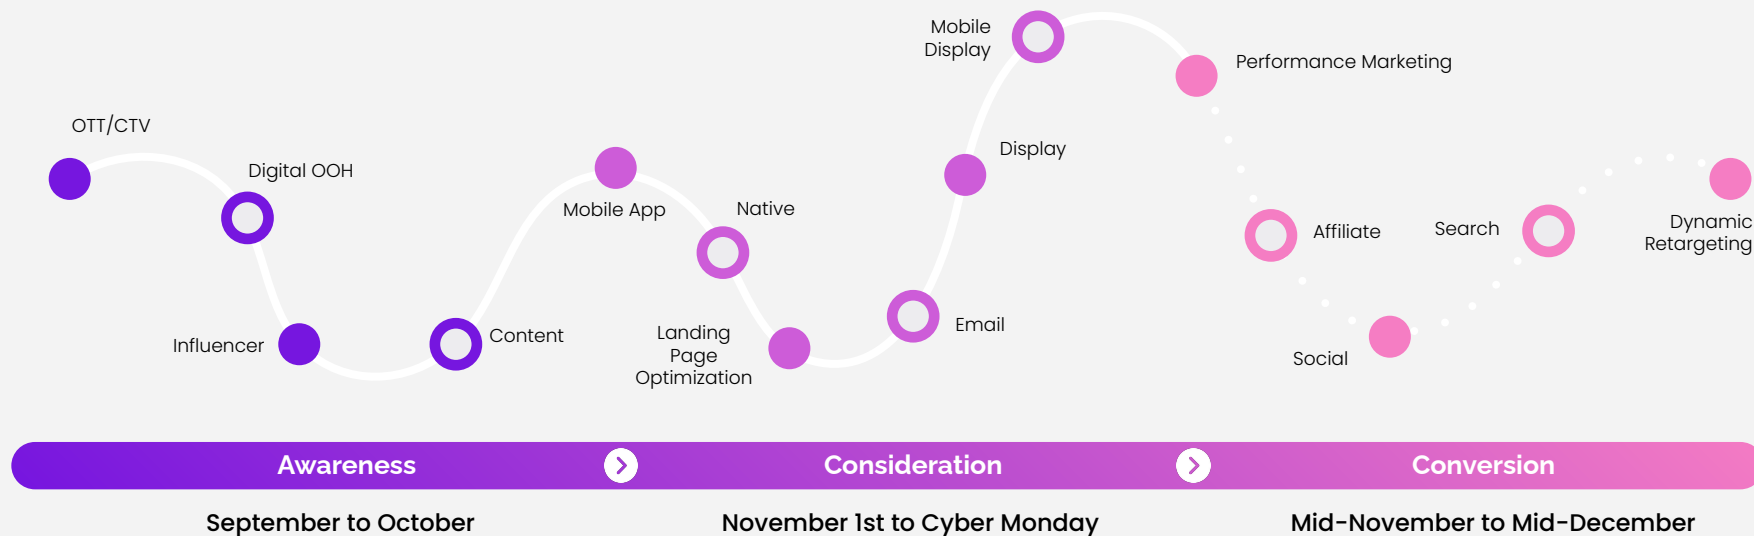 OTT/CTV
Digital OOH
Influencer
Content
Mobile App
Native
Landing
Page
Optimization
Email
Display
Mobile
Display
Performance Marketing
Affiliate
Social
Search
Dynamic
Retargeting
Awareness
Consideration
Conversion
September to October
November 1st to Cyber Monday
Mid-November to Mid-December